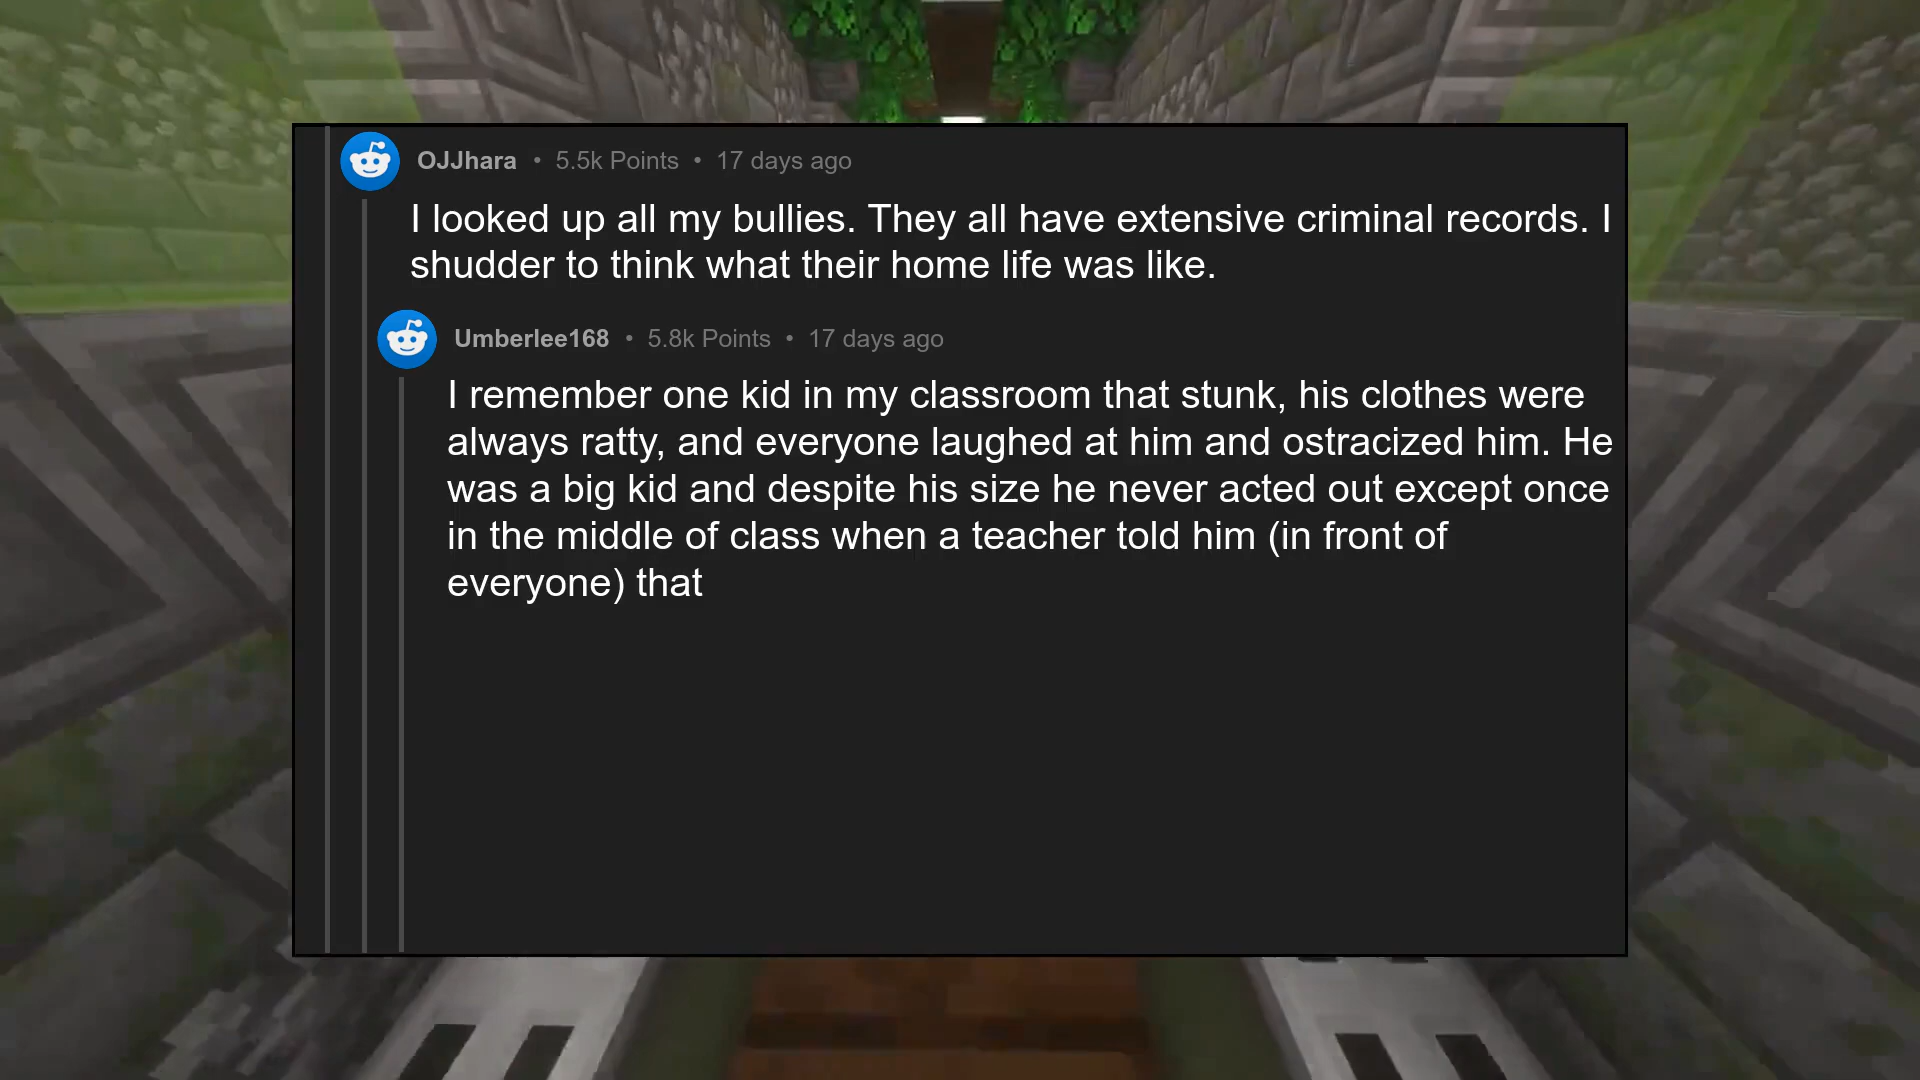 OJJhara • 5.5k Points • 17 days ago
I looked up all my bullies. They all have extensive criminal records. I
shudder to think what their home life was like.
Umberlee168 • 5.8k Points • 17 days ago
I remember one kid in my classroom that stunk, his clothes were
always ratty, and everyone laughed at him and ostracized him. He
was a big kid and despite his size he never acted out except once
in the middle of class when a teacher told him (in front of
everyone) that